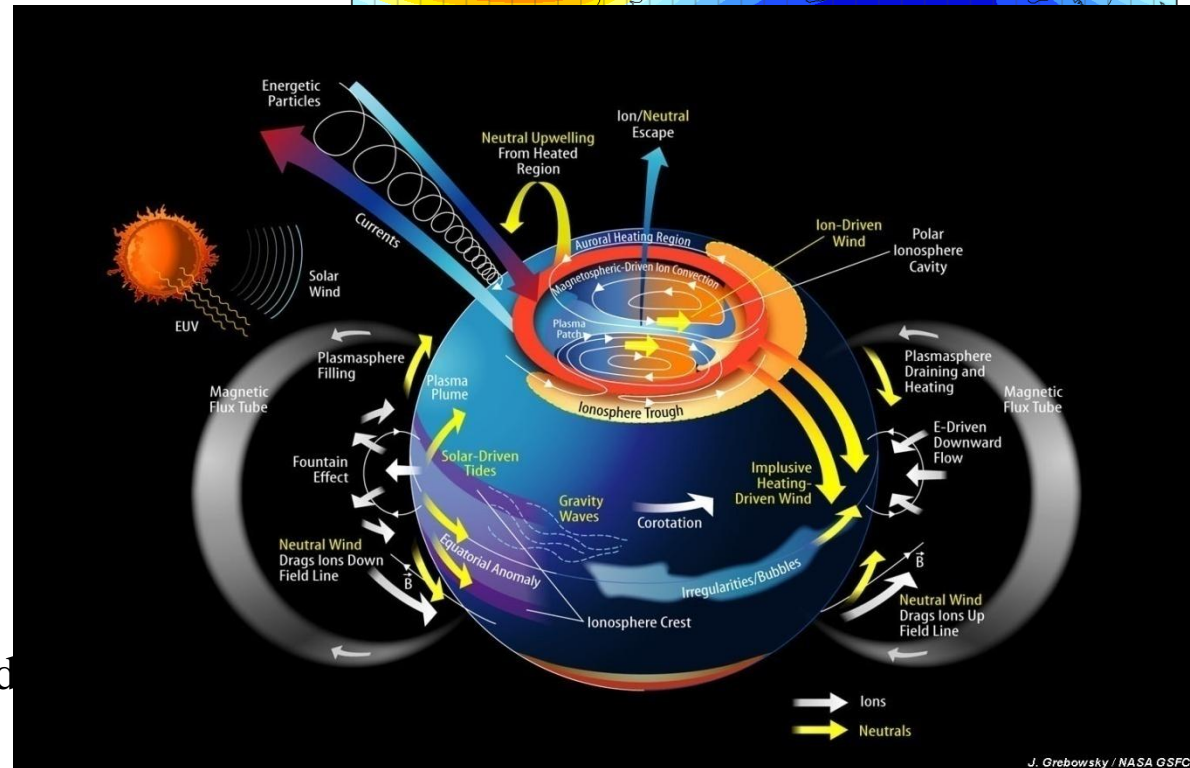 Energetic
Particles
Ion/Neutral
Escape
Neutral Upwelling
From Heated
Region
Currents
Auroral Heating Region
Magnetospheric-Driven Ion Convection
Plasma
Patch
Ion-Driven
Wind
Polar
Ionosphere
Cavity
Solar
Wind
EUV
Plasmasphere
Filling
Magnetic
Flux Tube
Plasma
Plume
Ionosphere Trough
Plasmasphere
Draining and
Heating
Magnetic
Flux Tube
Fountain
Effect
Solar-Driven
Tides
Gravity
Waves
Corotation
Implusive
Heating-
Driven Wind
E-Driven
Downward
Flow
Neutral Wind
Drags Ions Down
Field Line
B
Equatorial Anomaly
Irregularities/Bubbles
Ionosphere Crest
B
Neutral Wind
Drags Ions Up
Field Line
Ions
Neutrals
J. Grebowsky / NASA GSFC